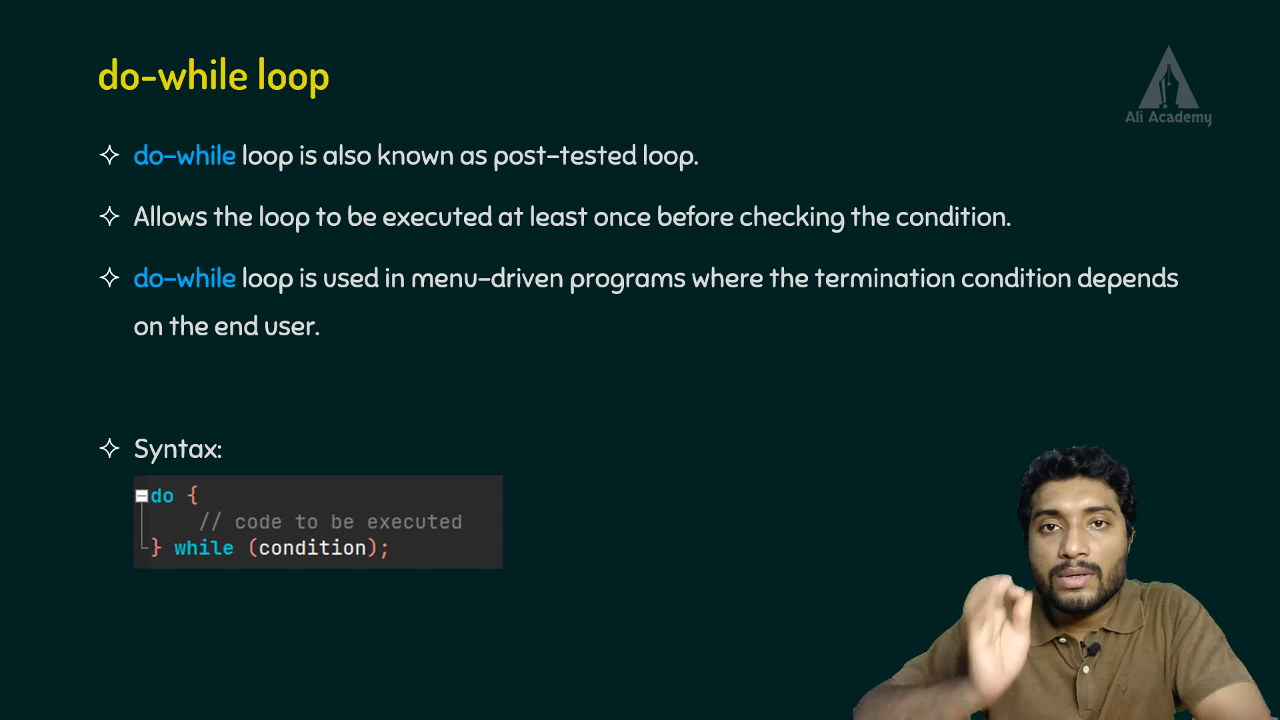 do-while loop
Ali Academy
do-while loop is also known as post-tested loop.
Allows the loop to be executed at least once before checking the condition.
do-while loop is used in menu-driven programs where the termination condition depends
on the end user.
Syntax:
do {
// code to be executed
} while (condition);